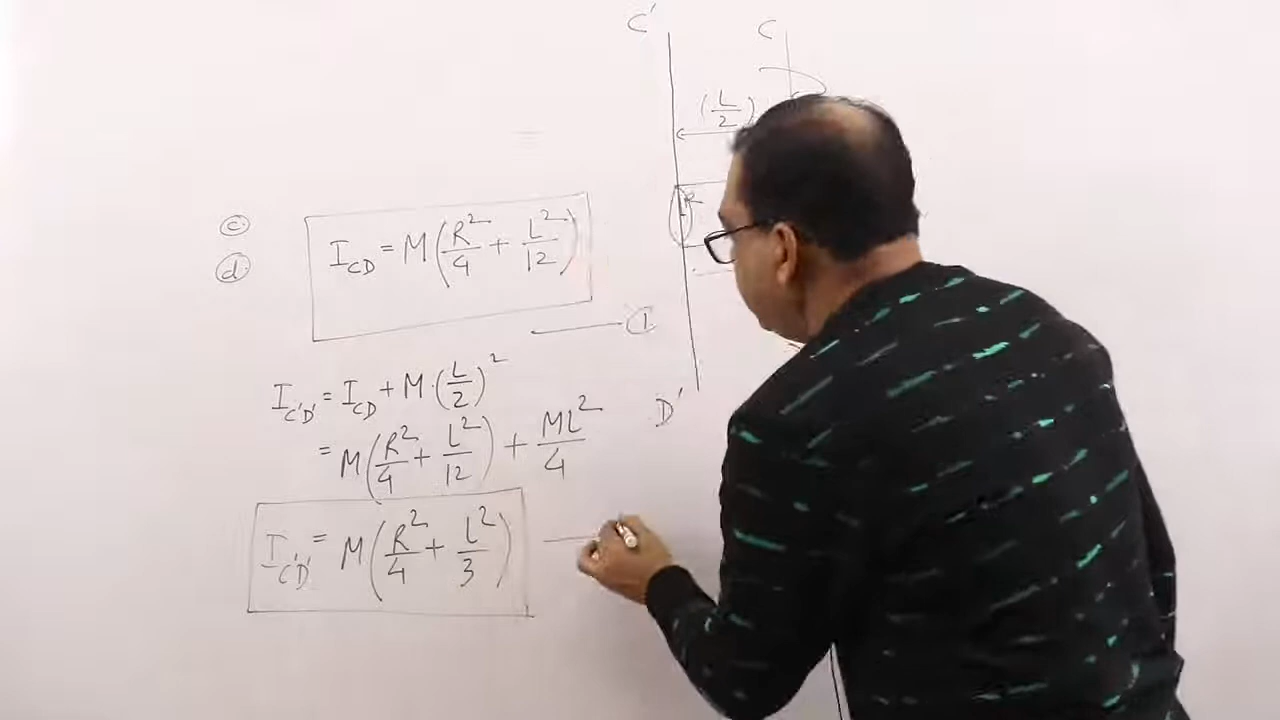 C' C
(L/2)
R
ⓒ
ⓓ I_CD = M(R²/4 + L²/12)
①
I_C'D' = I_CD + M·(L/2)²
= M(R²/4 + L²/12) + ML²/4
D'
I_C'D' = M(R²/4 + L²/3)